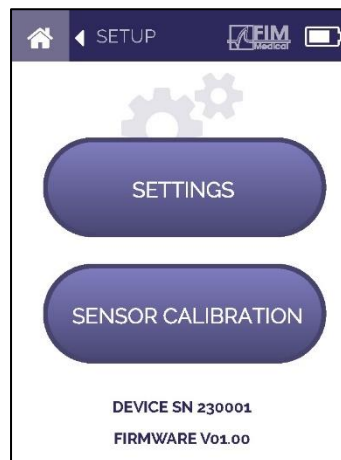 SETUP
FIM
Medical
SETTINGS
SENSOR CALIBRATION
DEVICE SN 230001
FIRMWARE V01.00